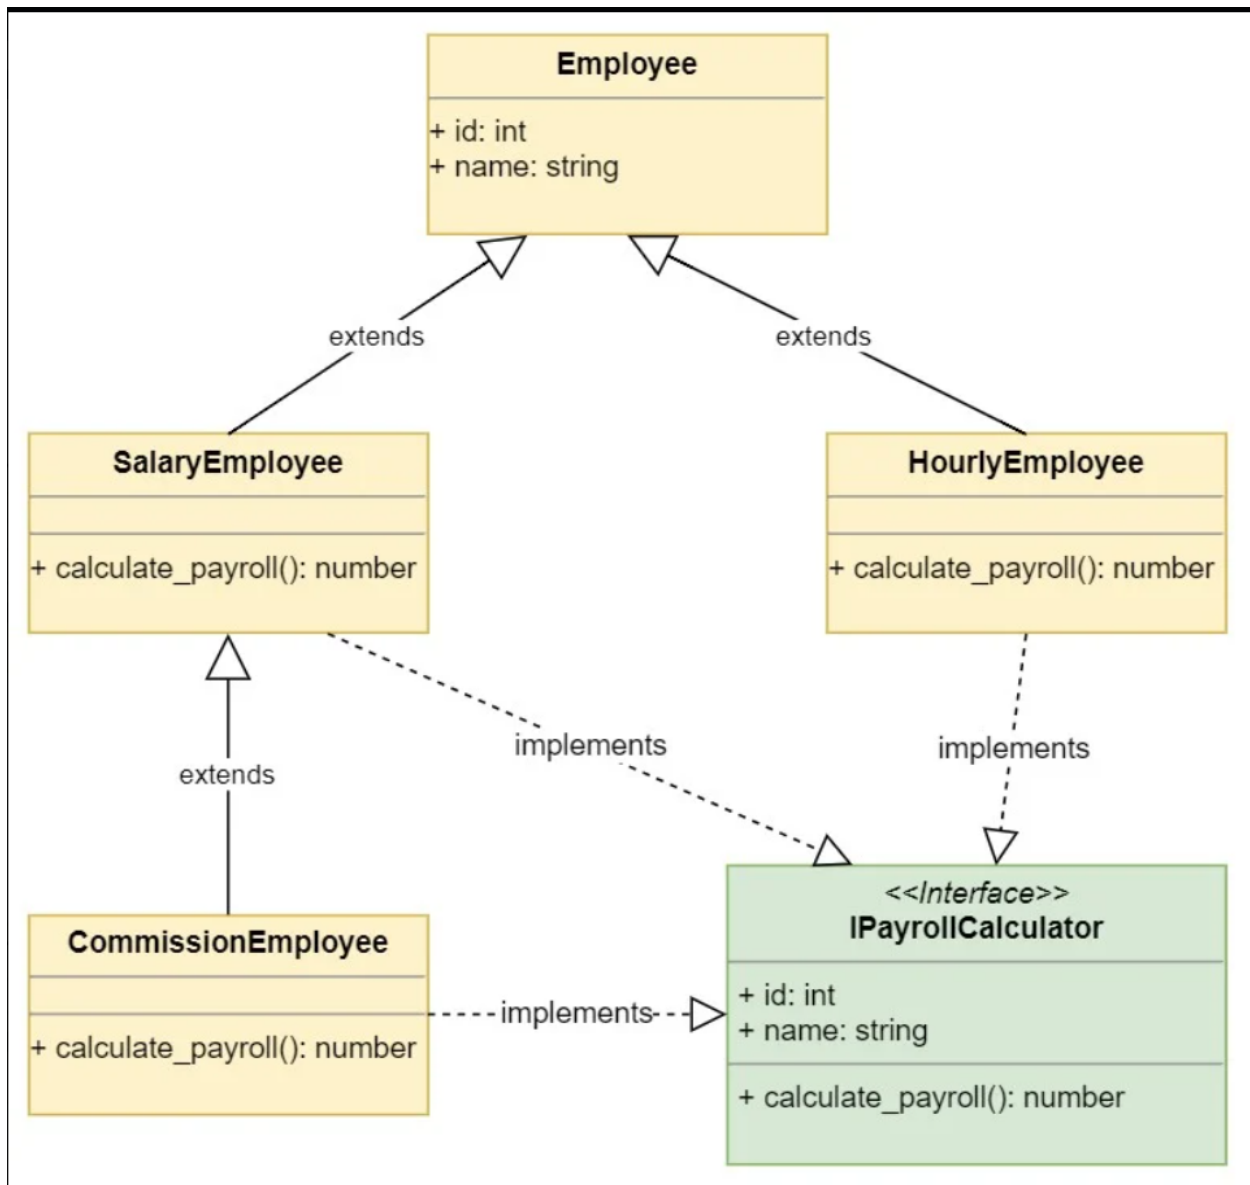 Employee
+ id: int
+ name: string
extends
extends
SalaryEmployee
+ calculate_payroll(): number
HourlyEmployee
+ calculate_payroll(): number
implements
implements
extends
CommissionEmployee
+ calculate_payroll(): number
implements
<<Interface>>
IPayrollCalculator
+ id: int
+ name: string
+ calculate_payroll(): number